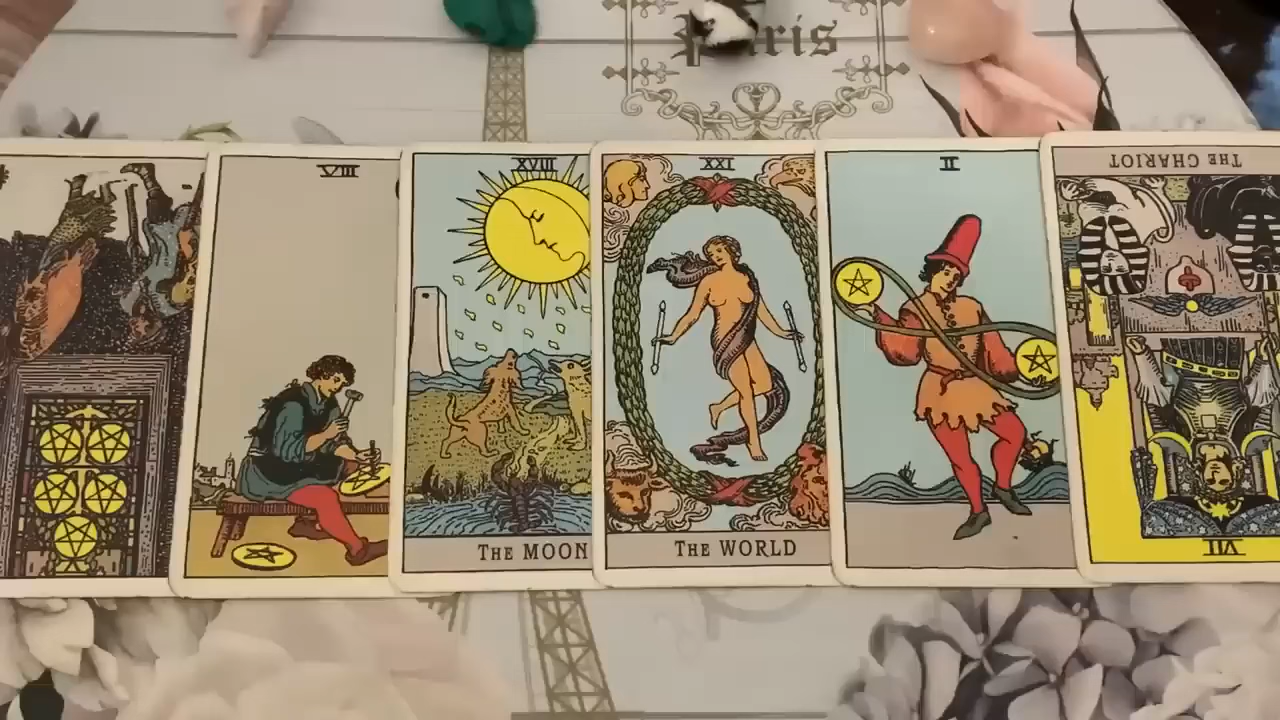 Paris
VIII
XVIII
THE MOON
XXI
THE WORLD
II
THE CHARIOT
VII